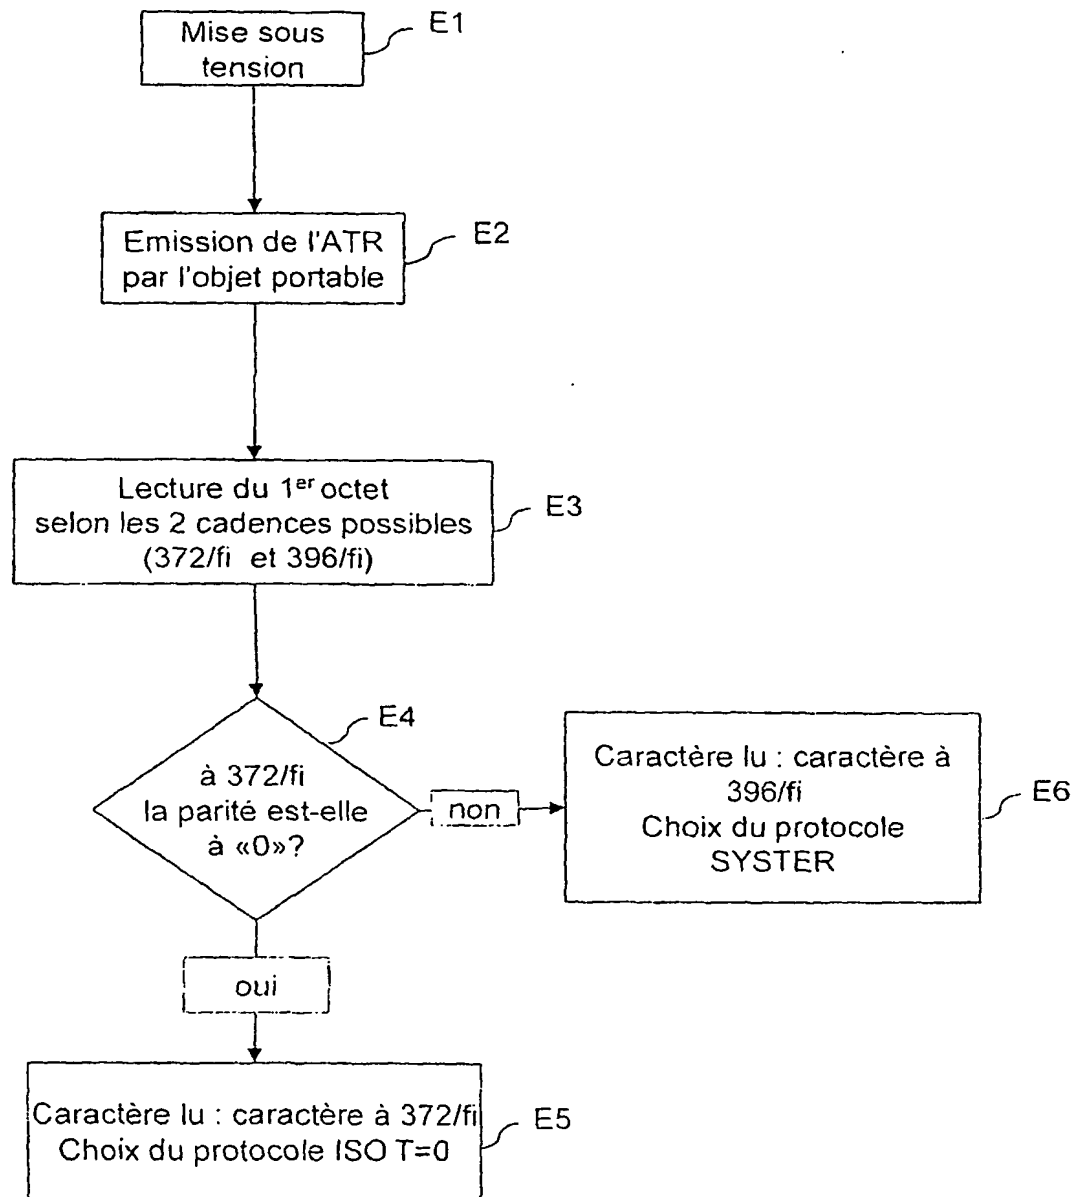 Mise sous
tension
E1
Emission de l'ATR
par l'objet portable
E2
Lecture du 1er octet
selon les 2 cadences possibles
(372/fi et 396/fi)
E3
E4
à 372/fi
la parité est-elle
à «0»?
non
Caractère lu : caractère à
396/fi
Choix du protocole
SYSTER
E6
oui
Caractère lu : caractère à 372/fi
Choix du protocole ISO T=0
E5